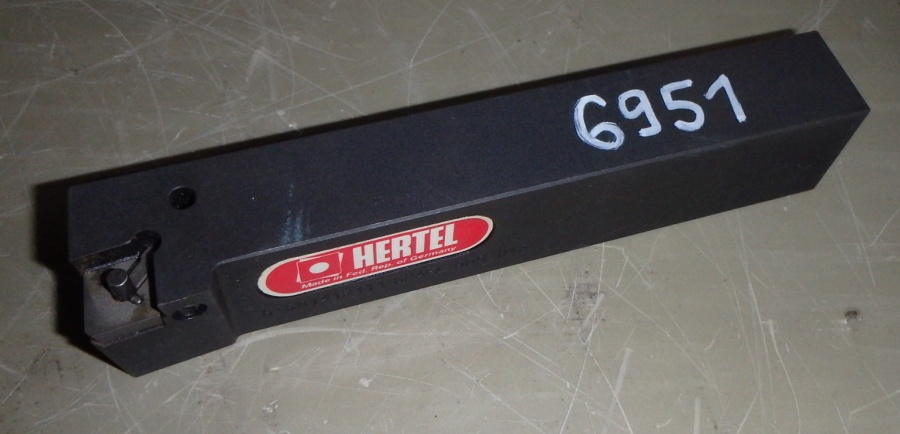 6951
HERTEL
Made in Fed. Rep. of Germany